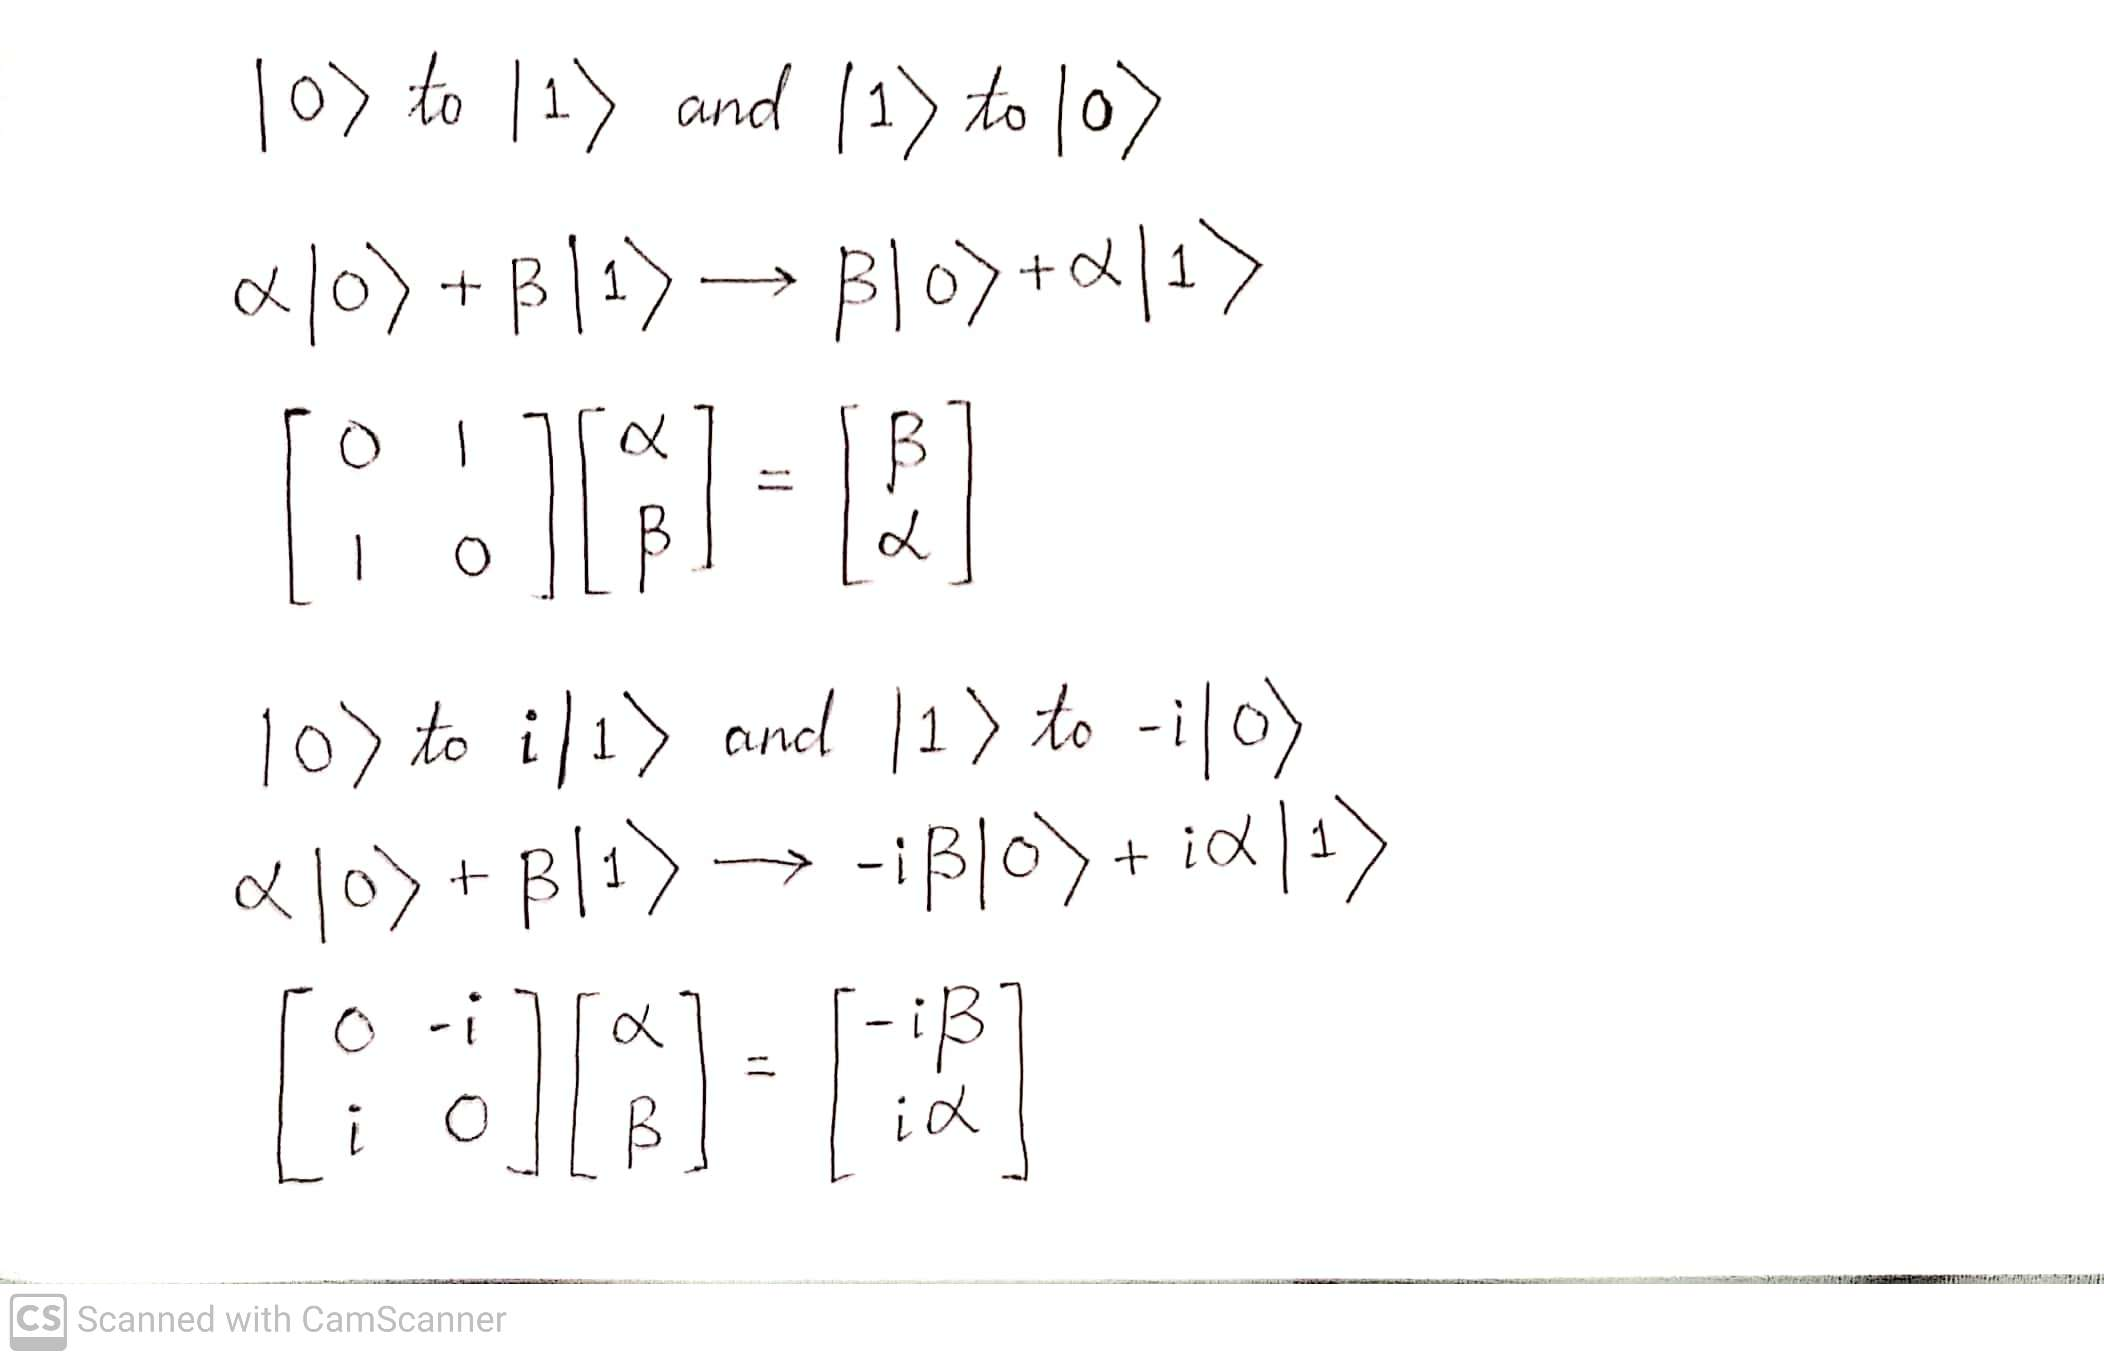 |0⟩ to |1⟩ and |1⟩ to |0⟩
α|0⟩ + β|1⟩ → β|0⟩ + α|1⟩
[0 1; 1 0] [α; β] = [β; α]
|0⟩ to i|1⟩ and |1⟩ to -i|0⟩
α|0⟩ + β|1⟩ → -iβ|0⟩ + iα|1⟩
[0 -i; i 0] [α; β] = [-iβ; iα]
CS Scanned with CamScanner